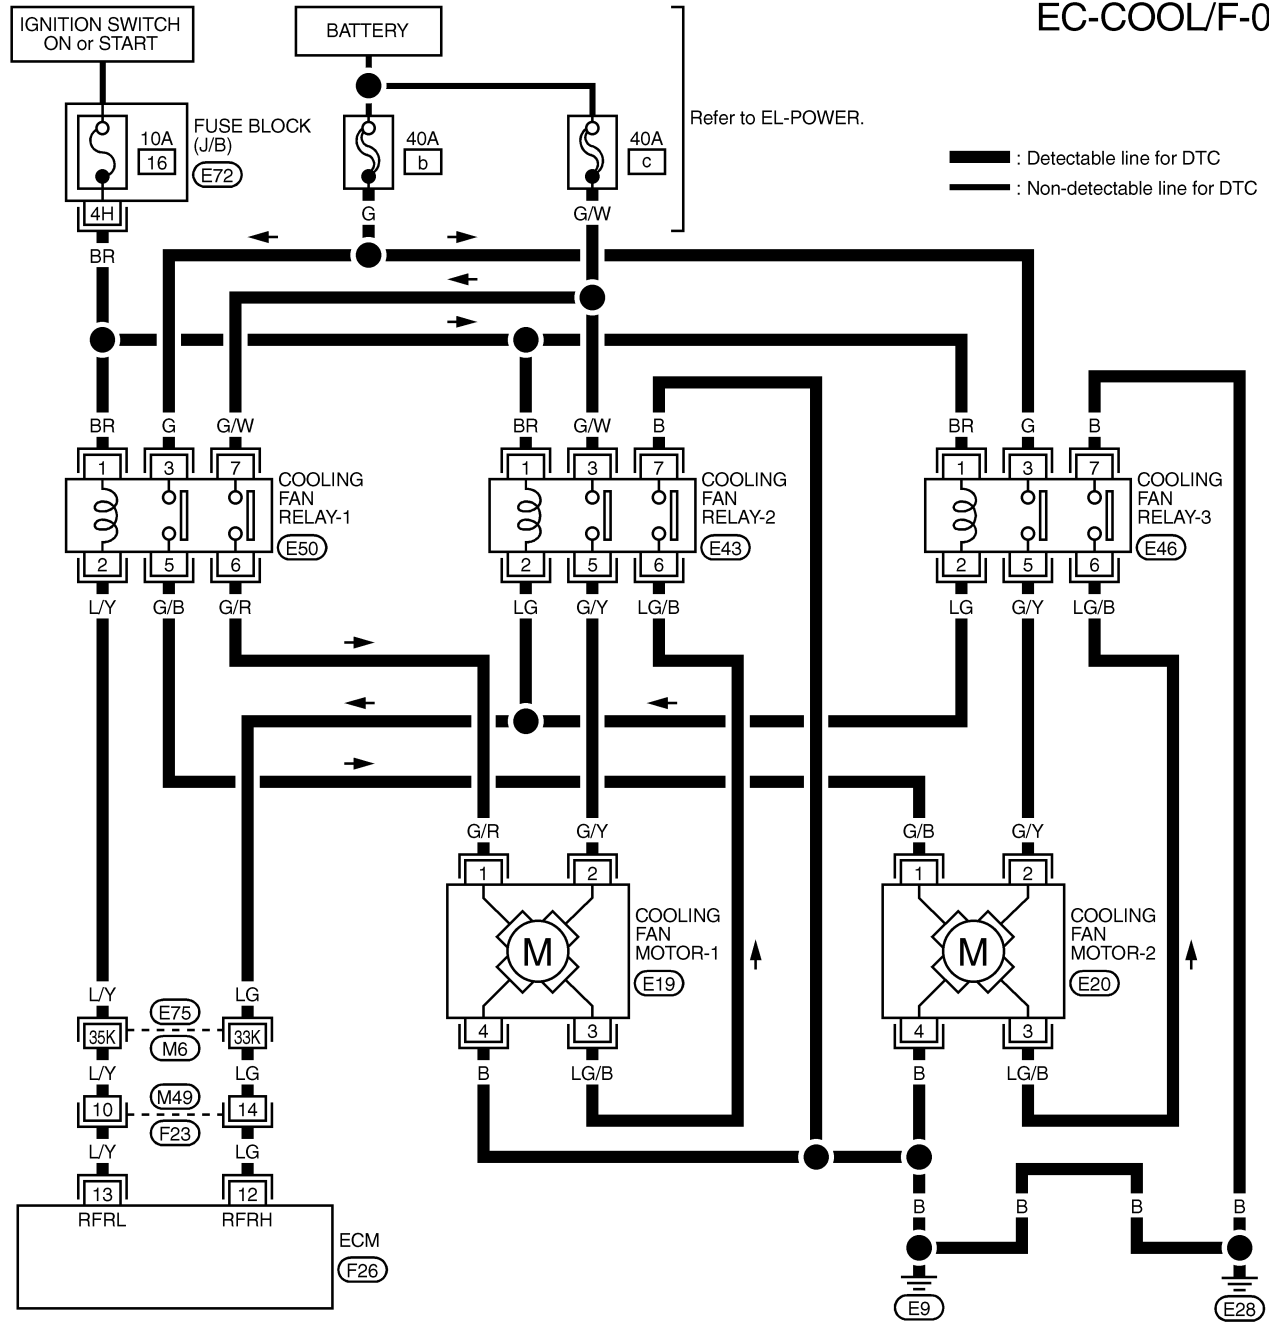 EC-COOL/F-0
IGNITION SWITCH
ON or START
BATTERY
Refer to EL-POWER.
FUSE BLOCK
(J/B)
E72
10A
16
40A
b
40A
c
: Detectable line for DTC
: Non-detectable line for DTC
4H
G
G/W
BR
BR
G
G/W
BR
G/W
B
BR
G
B
1
3
7
1
3
7
1
3
7
COOLING
FAN
RELAY-1
E50
COOLING
FAN
RELAY-2
E43
COOLING
FAN
RELAY-3
E46
2
5
6
2
5
6
2
5
6
L/Y
G/B
G/R
LG
G/Y
LG/B
LG
G/Y
LG/B
G/R
G/Y
G/B
G/Y
1
2
1
2
M
COOLING
FAN
MOTOR-1
E19
M
COOLING
FAN
MOTOR-2
E20
4
3
4
3
B
LG/B
B
LG/B
L/Y
LG
E75
35K
33K
M6
L/Y
LG
M49
10
14
F23
L/Y
LG
13
12
RFRL
RFRH
ECM
F26
B
B
B
B
E9
E28